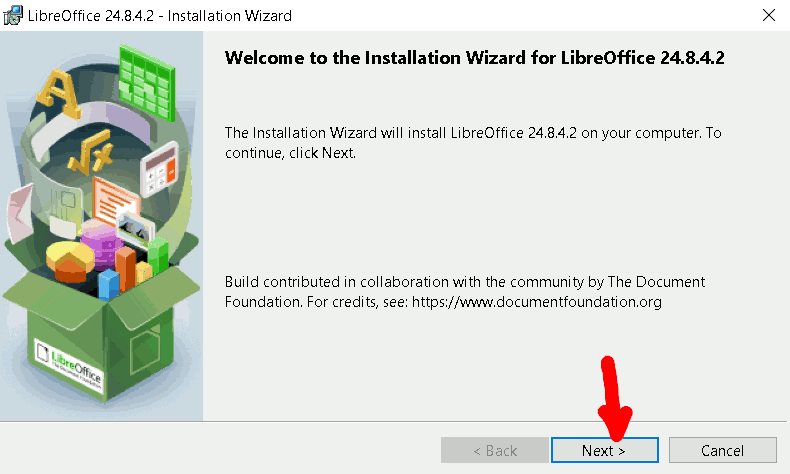 LibreOffice 24.8.4.2 - Installation Wizard
Welcome to the Installation Wizard for LibreOffice 24.8.4.2
The Installation Wizard will install LibreOffice 24.8.4.2 on your computer. To
continue, click Next.
Build contributed in collaboration with the community by The Document
Foundation. For credits, see: https://www.documentfoundation.org
LibreOffice
The Document Foundation
< Back
Next >
Cancel